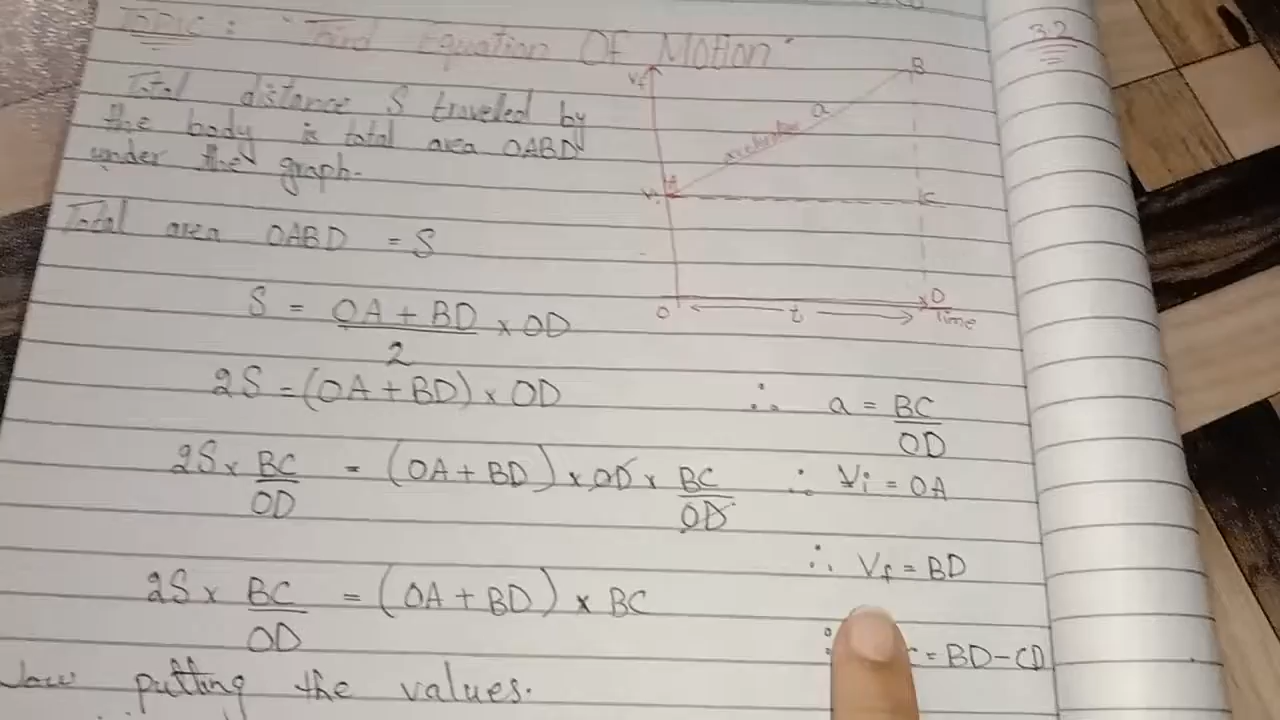 TOPIC: "Third Equation Of Motion"
3.2
Total distance S traveled by
the body is total area OABD
under the graph.
Vf
B
a
A
C
O
t
D
Time
Total area OABD = S
S = OA + BD / 2 × OD
2S = (OA + BD) × OD
∴ a = BC / OD
2S × BC / OD = (OA + BD) × OD × BC / OD
∴ Vi = OA
∴ Vf = BD
2S × BC / OD = (OA + BD) × BC
= BD - CD
Now putting the values.